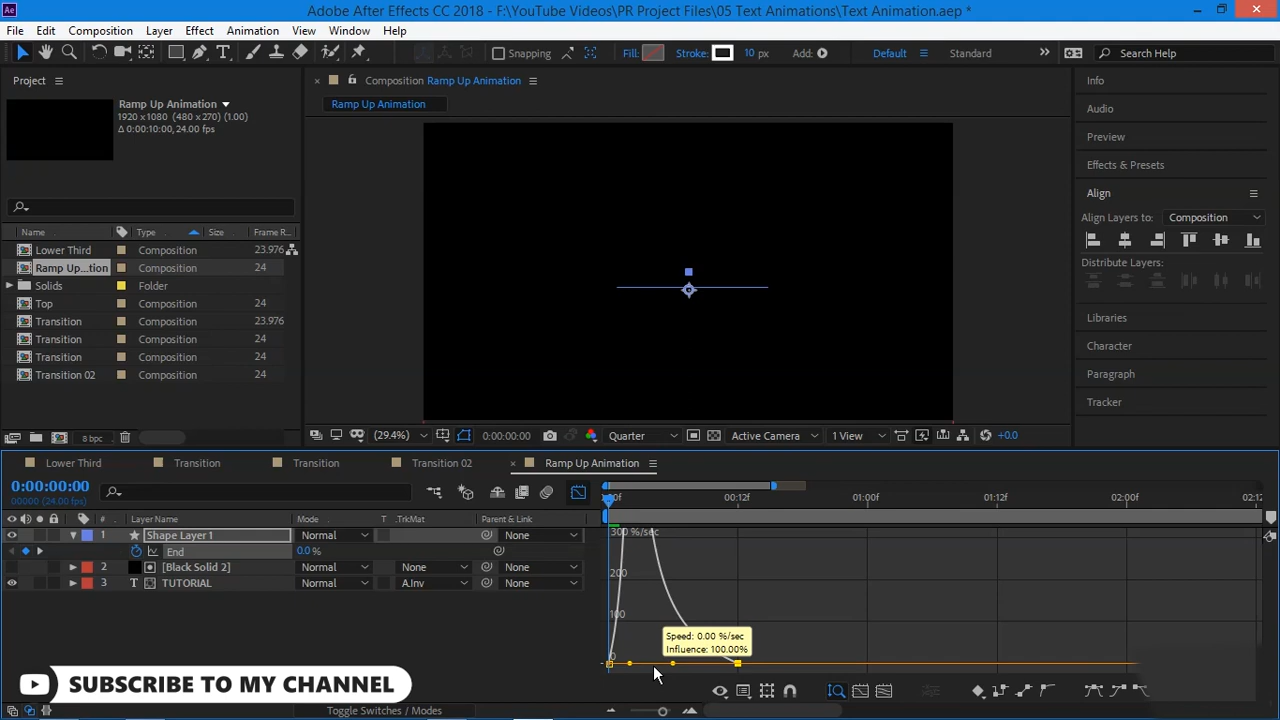 Ae Adobe After Effects CC 2018 - F:\YouTube Videos\PR Project Files\05 Text Animations\Text Animation.aep *
File Edit Composition Layer Effect Animation View Window Help
Snapping Fill: Stroke: 10 px Add: Default Standard Search Help
Project
Ramp Up Animation
1920 x 1080 (480 x 270) (1.00)
Δ 0:00:10:00, 24.00 fps
Name Type Size Frame R...
Lower Third Composition 23.976
Ramp Up...tion Composition 24
Solids Folder
Top Composition
Transition Composition 23.976
Transition Composition 24
Transition Composition 24
Transition 02 Composition 24
8 bpc
Composition Ramp Up Animation
Ramp Up Animation
(29.4%) 0:00:00:00 Quarter Active Camera 1 View +0.0
Info
Audio
Preview
Effects & Presets
Align
Align Layers to: Composition
Distribute Layers:
Libraries
Character
Paragraph
Tracker
Lower Third Transition Transition Transition 02 Ramp Up Animation
0:00:00:00
00000 (24.00 fps)
# Layer Name Mode T .TrkMat Parent & Link
1 Shape Layer 1 Normal None
End 0.0 %
2 [Black Solid 2] Normal None None
3 T TUTORIAL Normal A.Inv None
00:12f 01:00f 01:12f 02:00f
300 %/sec
200
100
0
Speed: 0.00 %/sec
Influence: 100.00%
SUBSCRIBE TO MY CHANNEL
Toggle Switches / Modes